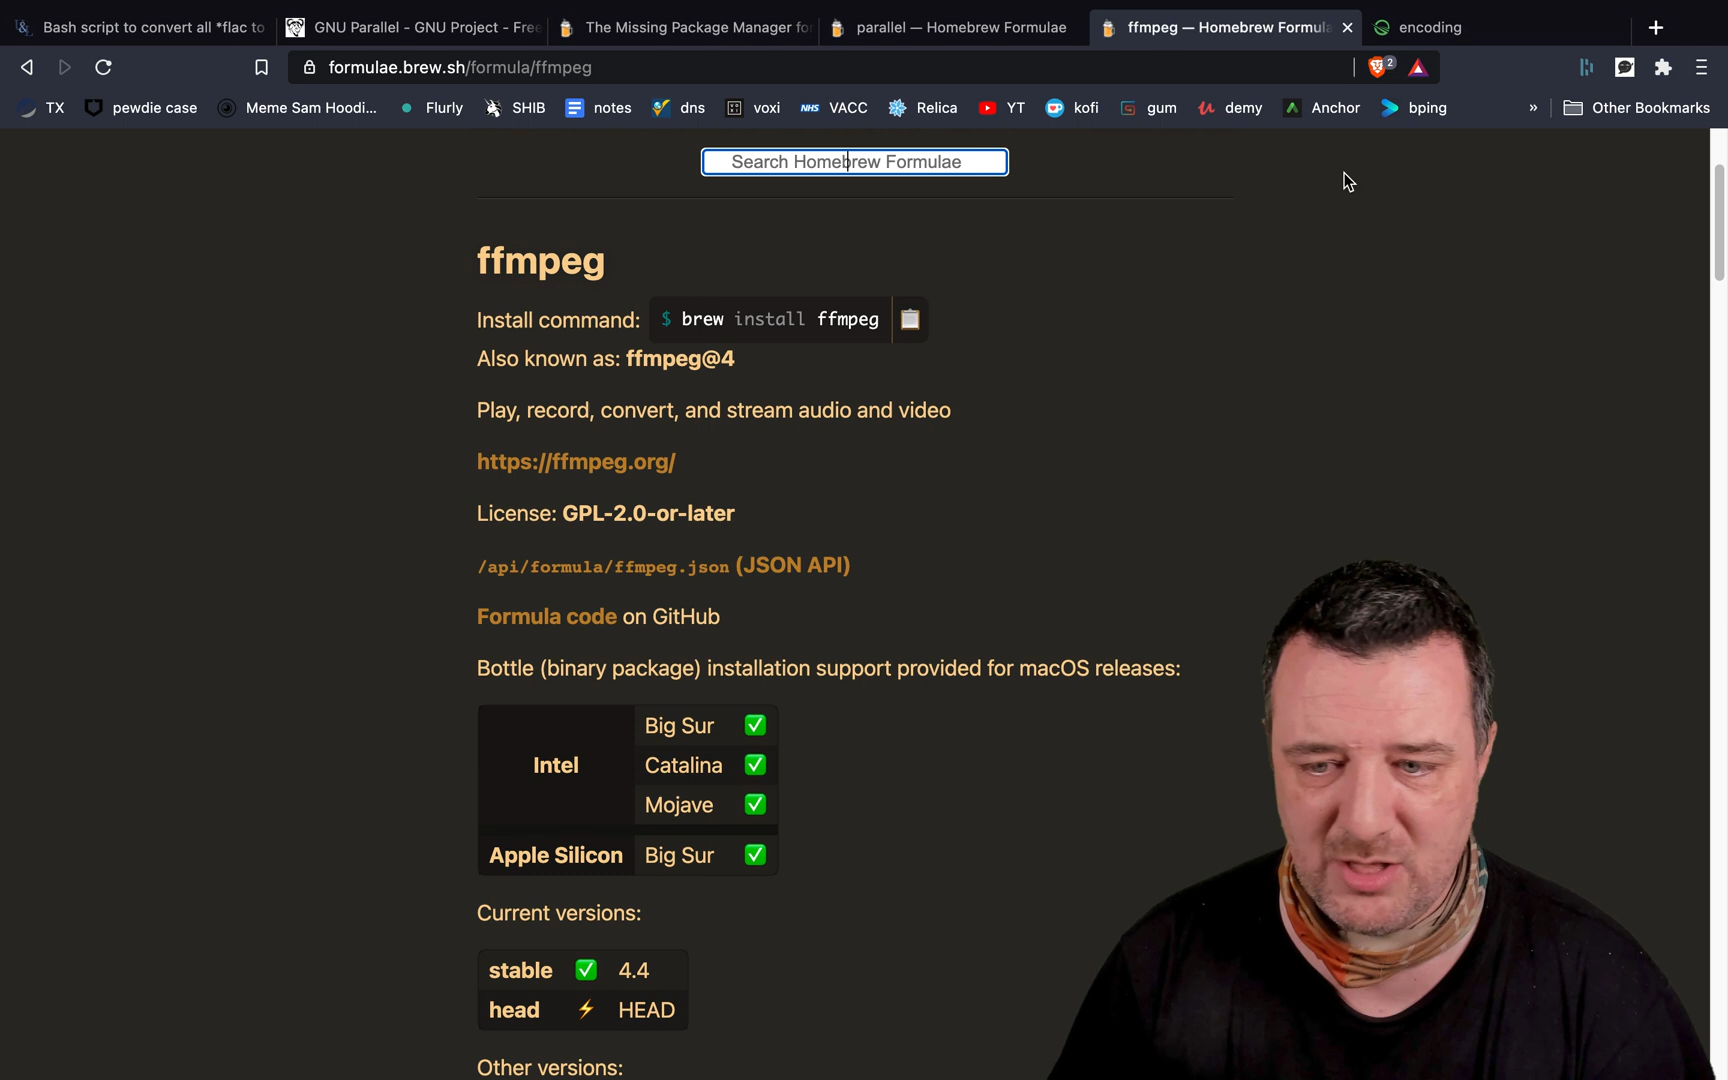 Bash script to convert all *flac to
GNU Parallel - GNU Project - Free
The Missing Package Manager for
parallel — Homebrew Formulae
ffmpeg — Homebrew Formula
encoding
formulae.brew.sh/formula/ffmpeg
2
TX
pewdie case
Meme Sam Hoodi...
Flurly
SHIB
notes
dns
voxi
NHS VACC
Relica
YT
kofi
gum
demy
Anchor
bping
»
Other Bookmarks
Search Homebrew Formulae
ffmpeg
Install command: $ brew install ffmpeg
Also known as: ffmpeg@4
Play, record, convert, and stream audio and video
https://ffmpeg.org/
License: GPL-2.0-or-later
/api/formula/ffmpeg.json (JSON API)
Formula code on GitHub
Bottle (binary package) installation support provided for macOS releases:
Intel
Big Sur ✅
Catalina ✅
Mojave ✅
Apple Silicon Big Sur ✅
Current versions:
stable ✅ 4.4
head ⚡ HEAD
Other versions: